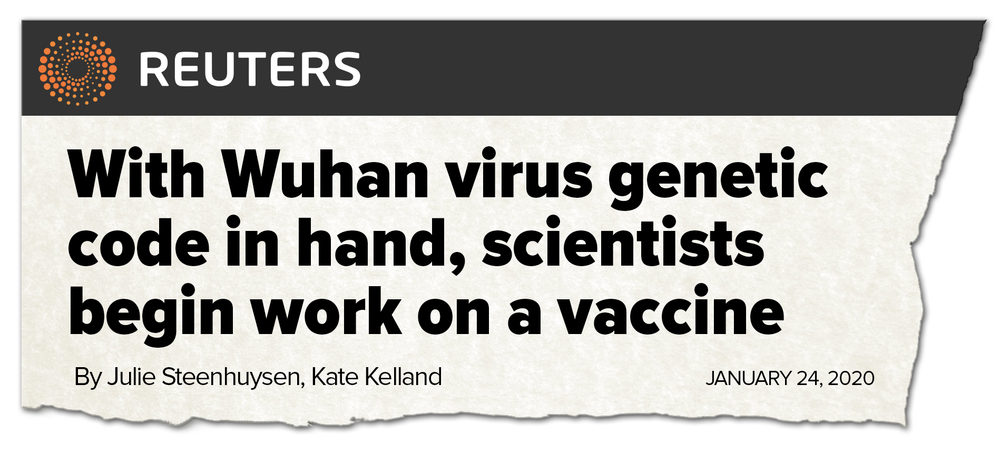 REUTERS
With Wuhan virus genetic
code in hand, scientists
begin work on a vaccine
By Julie Steenhuysen, Kate Kelland
JANUARY 24, 2020